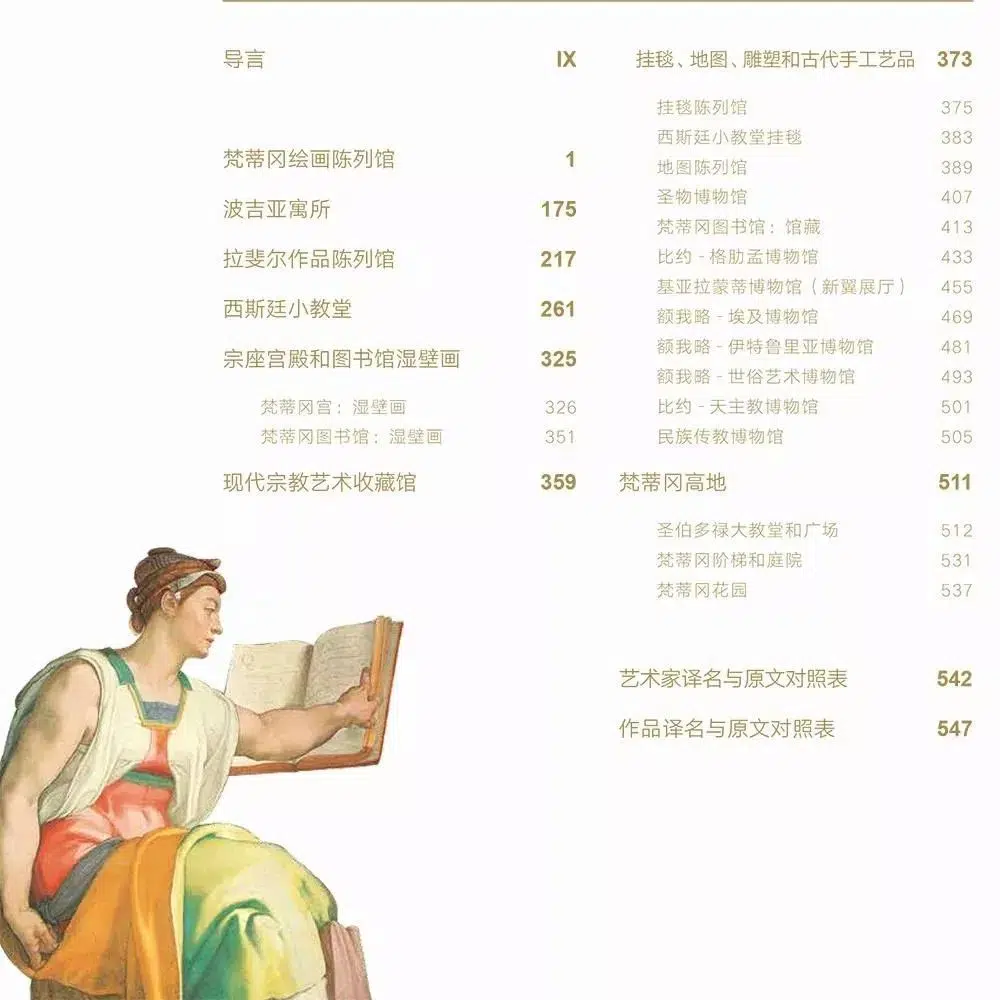 导言 IX
梵蒂冈绘画陈列馆 1
波吉亚寓所 175
拉斐尔作品陈列馆 217
西斯廷小教堂 261
宗座宫殿和图书馆湿壁画 325
梵蒂冈宫：湿壁画 326
梵蒂冈图书馆：湿壁画 351
现代宗教艺术收藏馆 359
挂毯、地图、雕塑和古代手工艺品 373
挂毯陈列馆 375
西斯廷小教堂挂毯 383
地图陈列馆 389
圣物博物馆 407
梵蒂冈图书馆：馆藏 413
比约-格肋孟博物馆 433
基亚拉蒙蒂博物馆（新翼展厅） 455
额我略-埃及博物馆 469
额我略-伊特鲁里亚博物馆 481
额我略-世俗艺术博物馆 493
比约-天主教博物馆 501
民族传教博物馆 505
梵蒂冈高地 511
圣伯多禄大教堂和广场 512
梵蒂冈阶梯和庭院 531
梵蒂冈花园 537
艺术家译名与原文对照表 542
作品译名与原文对照表 547